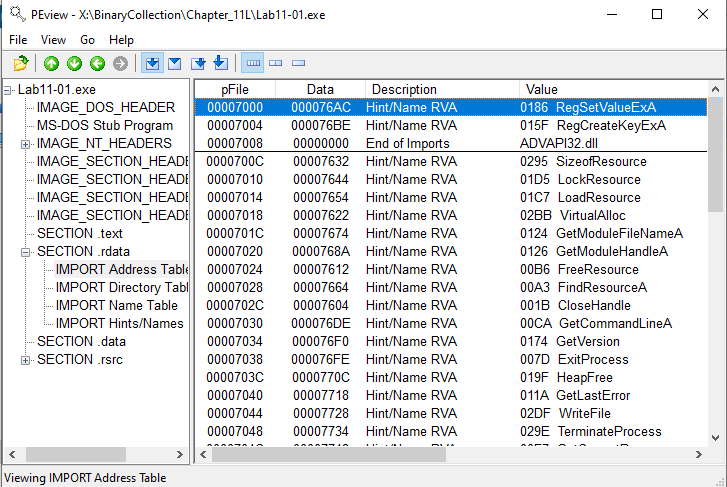 PEview - X:\BinaryCollection\Chapter_11L\Lab11-01.exe
File View Go Help
Lab11-01.exe
IMAGE_DOS_HEADER
MS-DOS Stub Program
IMAGE_NT_HEADERS
IMAGE_SECTION_HEADE
IMAGE_SECTION_HEADE
IMAGE_SECTION_HEADE
IMAGE_SECTION_HEADE
SECTION .text
SECTION .rdata
IMPORT Address Table
IMPORT Directory Tabl
IMPORT Name Table
IMPORT Hints/Names
SECTION .data
SECTION .rsrc
pFile Data Description Value
00007000 000076AC Hint/Name RVA 0186 RegSetValueExA
00007004 000076BE Hint/Name RVA 015F RegCreateKeyExA
00007008 00000000 End of Imports ADVAPI32.dll
0000700C 00007632 Hint/Name RVA 0295 SizeofResource
00007010 00007644 Hint/Name RVA 01D5 LockResource
00007014 00007654 Hint/Name RVA 01C7 LoadResource
00007018 00007622 Hint/Name RVA 02BB VirtualAlloc
0000701C 00007674 Hint/Name RVA 0124 GetModuleFileNameA
00007020 0000768A Hint/Name RVA 0126 GetModuleHandleA
00007024 00007612 Hint/Name RVA 00B6 FreeResource
00007028 00007664 Hint/Name RVA 00A3 FindResourceA
0000702C 00007604 Hint/Name RVA 001B CloseHandle
00007030 000076DE Hint/Name RVA 00CA GetCommandLineA
00007034 000076F0 Hint/Name RVA 0174 GetVersion
00007038 000076FE Hint/Name RVA 007D ExitProcess
0000703C 0000770C Hint/Name RVA 019F HeapFree
00007040 00007718 Hint/Name RVA 011A GetLastError
00007044 00007728 Hint/Name RVA 02DF WriteFile
00007048 00007734 Hint/Name RVA 029E TerminateProcess
Viewing IMPORT Address Table